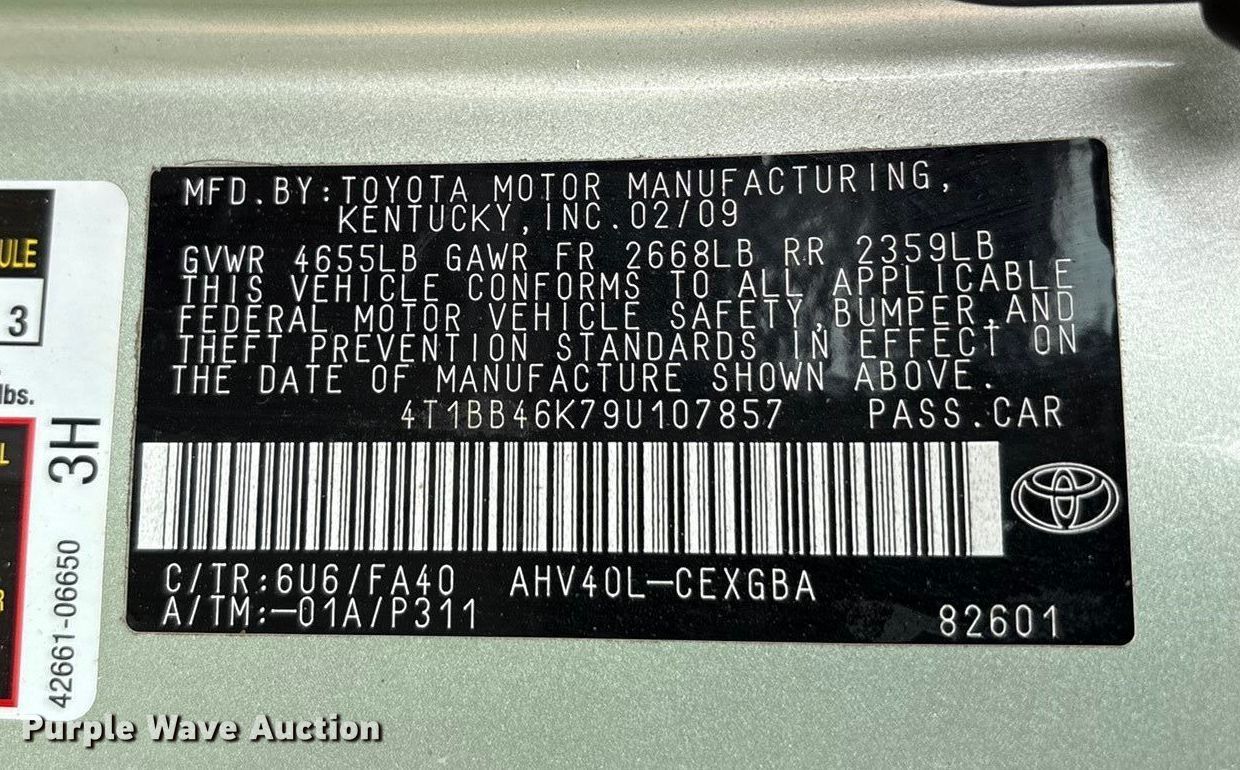 MFD.BY:TOYOTA MOTOR MANUFACTURING,
KENTUCKY,INC.02/09
GVWR 4655LB GAWR FR 2668LB RR 2359LB
THIS VEHICLE CONFORMS TO ALL APPLICABLE
FEDERAL MOTOR VEHICLE SAFETY,BUMPER,AND
THEFT PREVENTION STANDARDS IN EFFECT ON
THE DATE OF MANUFACTURE SHOWN ABOVE.
4T1BB46K79U107857 PASS.CAR
C/TR:6U6/FA40 AHV40L-CEXGBA
A/TM:-01A/P311
82601
3
lbs.
3H
42661-06650
Purple Wave Auction